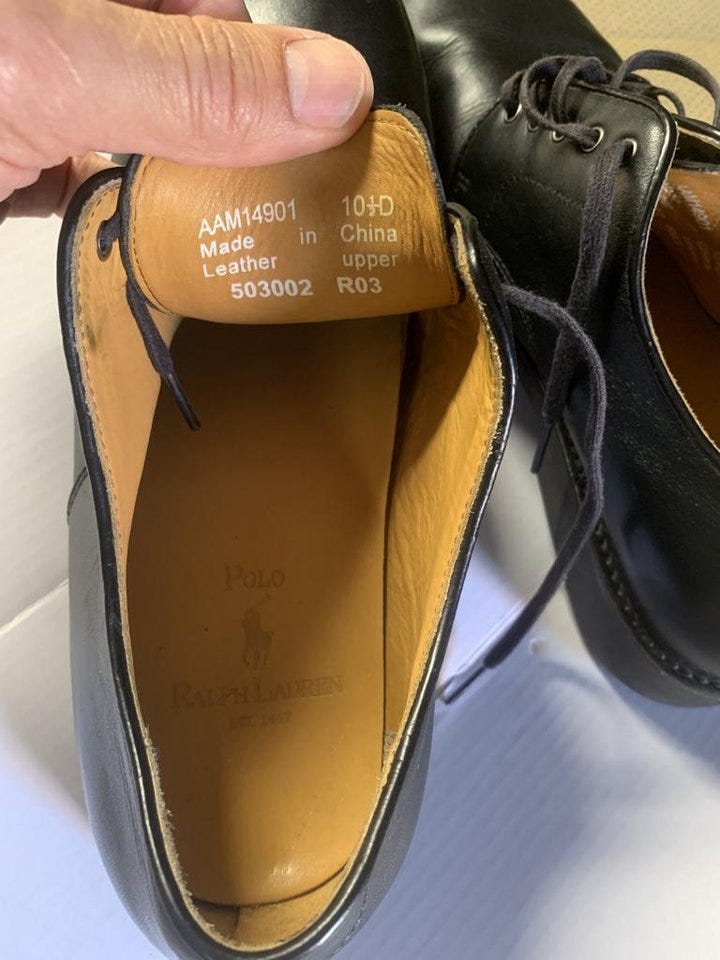 AAM14901 10½D
Made in China
Leather upper
503002 R03
POLO
RALPH LAUREN
EST. 1967